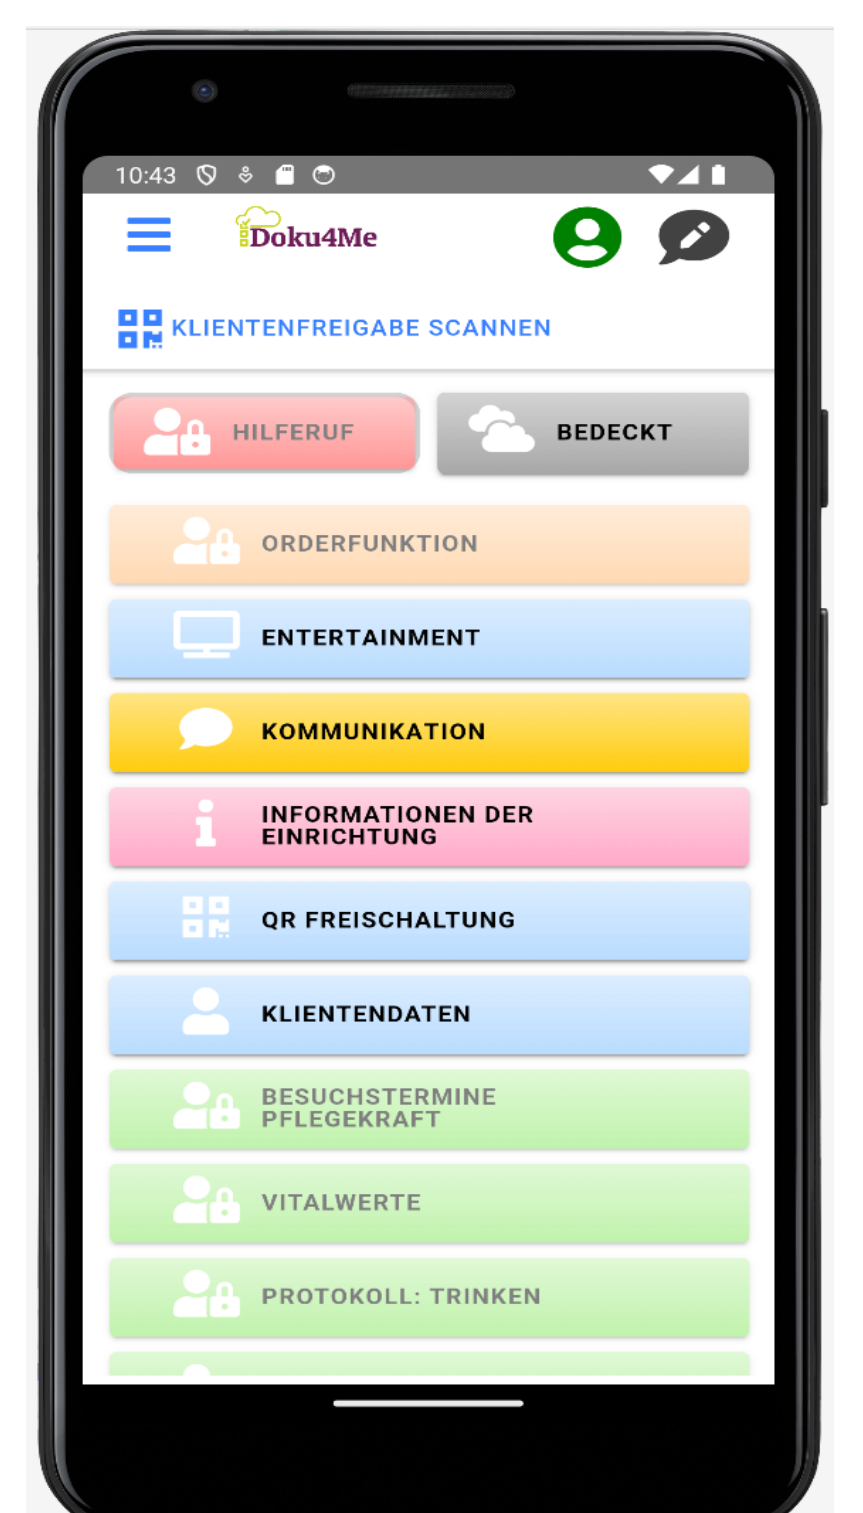 10:43
Doku4Me
KLIENTENFREIGABE SCANNEN
HILFERUF
BEDECKT
ORDERFUNKTION
ENTERTAINMENT
KOMMUNIKATION
INFORMATIONEN DER
EINRICHTUNG
QR FREISCHALTUNG
KLIENTENDATEN
BESUCHSTERMINE
PFLEGEKRAFT
VITALWERTE
PROTOKOLL: TRINKEN